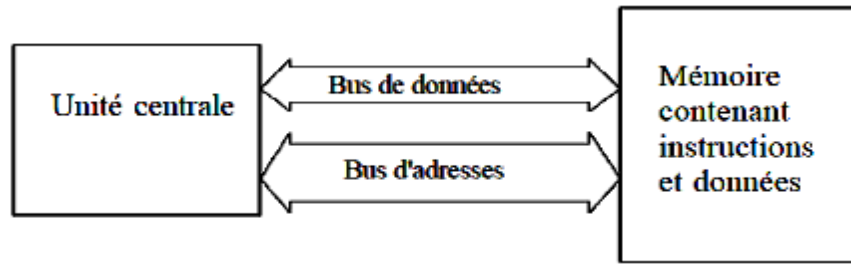 Unité centrale
Bus de données
Bus d'adresses
Mémoire
contenant
instructions
et données